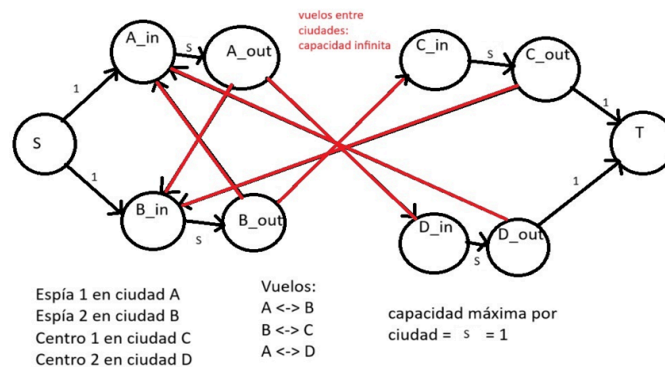 vuelos entre
ciudades:
capacidad infinita
A_in
S
A_out
C_in
S
C_out
1
1
S
T
1
1
B_in
S
B_out
D_in
S
D_out
Espía 1 en ciudad A
Espía 2 en ciudad B
Centro 1 en ciudad C
Centro 2 en ciudad D
Vuelos:
A <-> B
B <-> C
A <-> D
capacidad máxima por
ciudad = s = 1